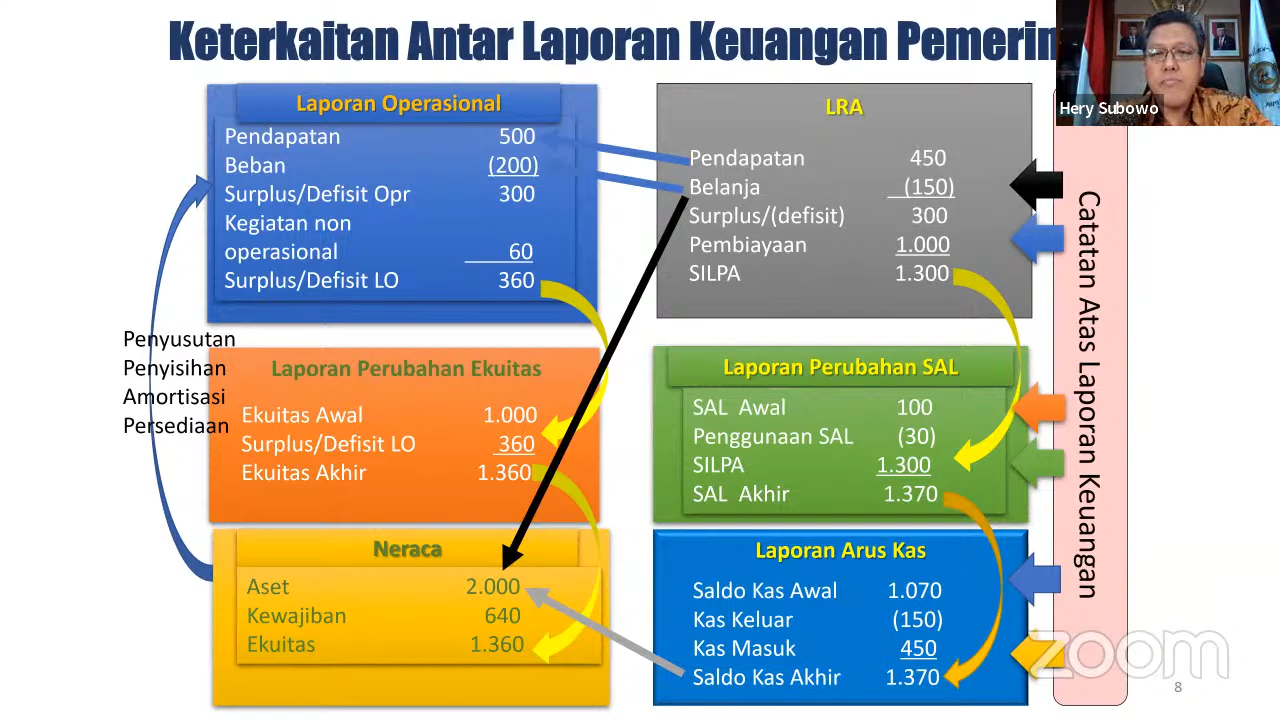 Keterkaitan Antar Laporan Keuangan Pemerin
Hery Subowo
Laporan Operasional
Pendapatan 500
Beban (200)
Surplus/Defisit Opr 300
Kegiatan non
operasional 60
Surplus/Defisit LO 360
LRA
Pendapatan 450
Belanja (150)
Surplus/(defisit) 300
Pembiayaan 1.000
SILPA 1.300
Penyusutan
Penyisihan
Amortisasi
Persediaan
Laporan Perubahan Ekuitas
Ekuitas Awal 1.000
Surplus/Defisit LO 360
Ekuitas Akhir 1.360
Laporan Perubahan SAL
SAL Awal 100
Penggunaan SAL (30)
SILPA 1.300
SAL Akhir 1.370
Neraca
Aset 2.000
Kewajiban 640
Ekuitas 1.360
Laporan Arus Kas
Saldo Kas Awal 1.070
Kas Keluar (150)
Kas Masuk 450
Saldo Kas Akhir 1.370
Catatan Atas Laporan Keuangan
zoom
8